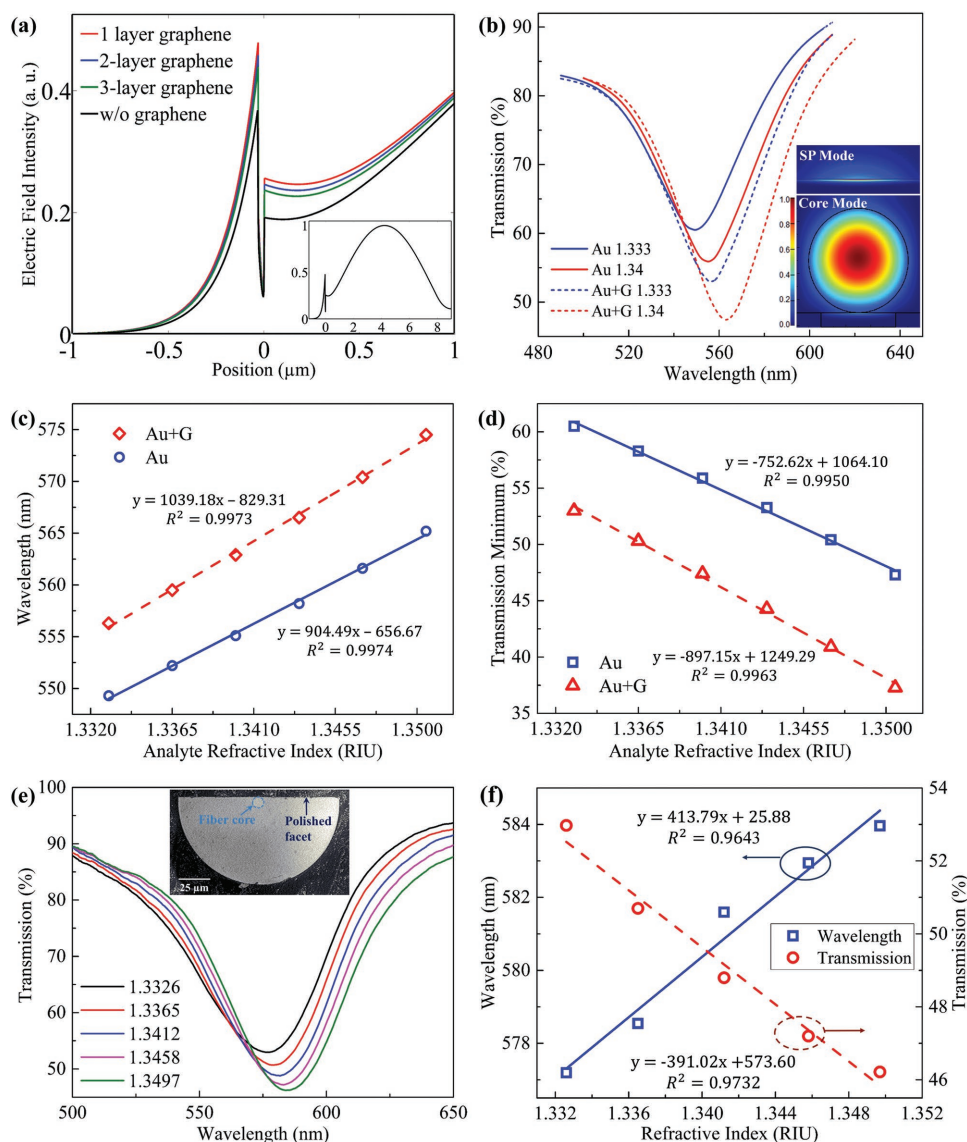 (a)
1 layer graphene
2-layer graphene
3-layer graphene
w/o graphene
Electric Field Intensity (a. u.)
0.4
0.2
0
-1
-0.5
0
0.5
1
Position (μm)
1
0.5
0
0
2
4
6
8
(b)
Transmission (%)
90
80
70
60
50
480
520
560
600
640
Wavelength (nm)
Au 1.333
Au 1.34
Au+G 1.333
Au+G 1.34
SP Mode
Core Mode
1.0
0.8
0.6
0.4
0.2
0.0
(c)
Wavelength (nm)
575
570
565
560
555
550
Au+G
Au
y = 1039.18x − 829.31
R² = 0.9973
y = 904.49x − 656.67
R² = 0.9974
1.3320
1.3365
1.3410
1.3455
1.3500
Analyte Refractive Index (RIU)
(d)
Transmission Minimum (%)
60
55
50
45
40
35
y = -752.62x + 1064.10
R² = 0.9950
y = -897.15x + 1249.29
R² = 0.9963
Au
Au+G
1.3320
1.3365
1.3410
1.3455
1.3500
Analyte Refractive Index (RIU)
(e)
Transmission (%)
100
90
80
70
60
50
40
Fiber core
Polished
facet
25 μm
1.3326
1.3365
1.3412
1.3458
1.3497
500
550
600
650
Wavelength (nm)
(f)
Wavelength (nm)
584
582
580
578
y = 413.79x + 25.88
R² = 0.9643
Wavelength
Transmission
y = -391.02x +573.60
R² = 0.9732
54
52
50
48
46
Transmission (%)
1.332
1.336
1.340
1.344
1.348
1.352
Refractive Index (RIU)